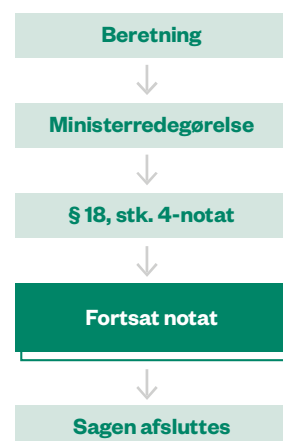 Beretning
Ministerredegørelse
§ 18, stk. 4-notat
Fortsat notat
Sagen afsluttes